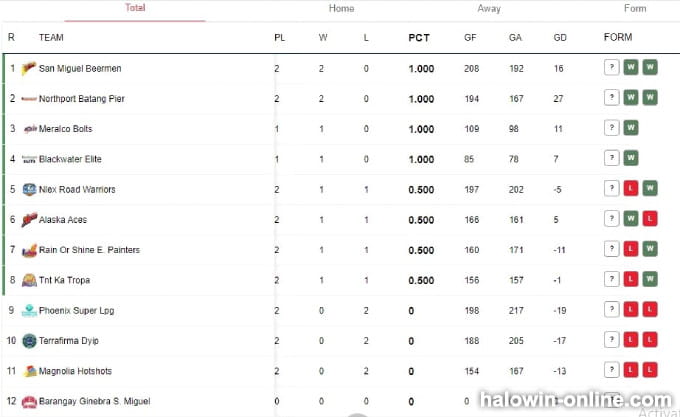 Total Home Away Form
R TEAM PL W L PCT GF GA GD FORM
1 San Miguel Beermen 2 2 0 1.000 208 192 16 ? W W
2 Northport Batang Pier 2 2 0 1.000 194 167 27 ? W W
3 Meralco Bolts 1 1 0 1.000 109 98 11 ? W
4 Blackwater Elite 1 1 0 1.000 85 78 7 ? W
5 Nlex Road Warriors 2 1 1 0.500 197 202 -5 ? L W
6 Alaska Aces 2 1 1 0.500 166 161 5 ? W L
7 Rain Or Shine E. Painters 2 1 1 0.500 160 171 -11 ? L W
8 Tnt Ka Tropa 2 1 1 0.500 156 157 -1 ? L W
9 Phoenix Super Lpg 2 0 2 0 198 217 -19 ? L L
10 Terrafirma Dyip 2 0 2 0 188 205 -17 ? L L
11 Magnolia Hotshots 2 0 2 0 154 167 -13 ? L L
12 Barangay Ginebra S. Miguel 0 0 0 0
halowin-online.com
Activat